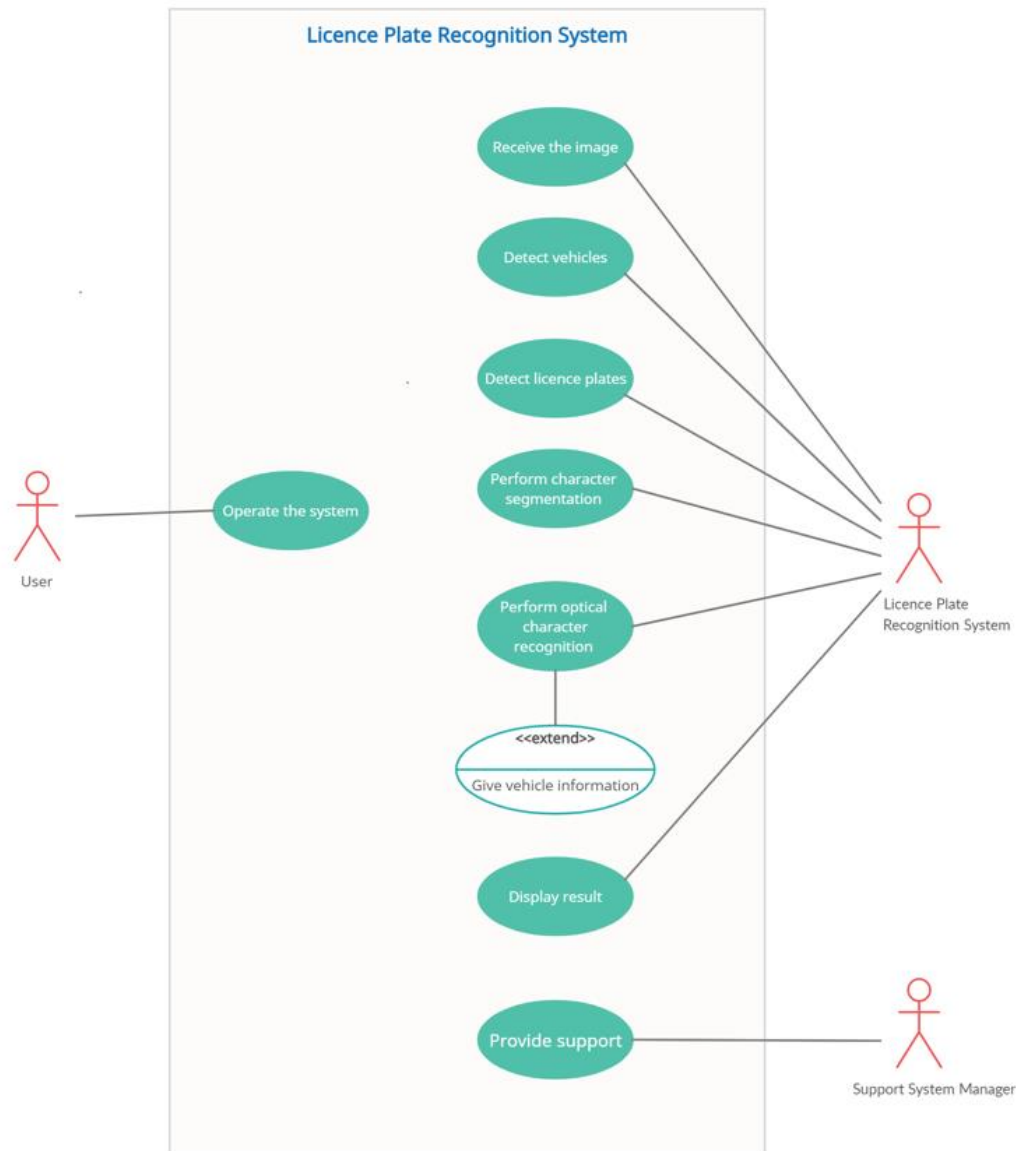 Licence Plate Recognition System
Receive the image
Detect vehicles
Detect licence plates
Perform character
segmentation
Operate the system
User
Perform optical
character
recognition
Licence Plate
Recognition System
<<extend>>
Give vehicle information
Display result
Provide support
Support System Manager